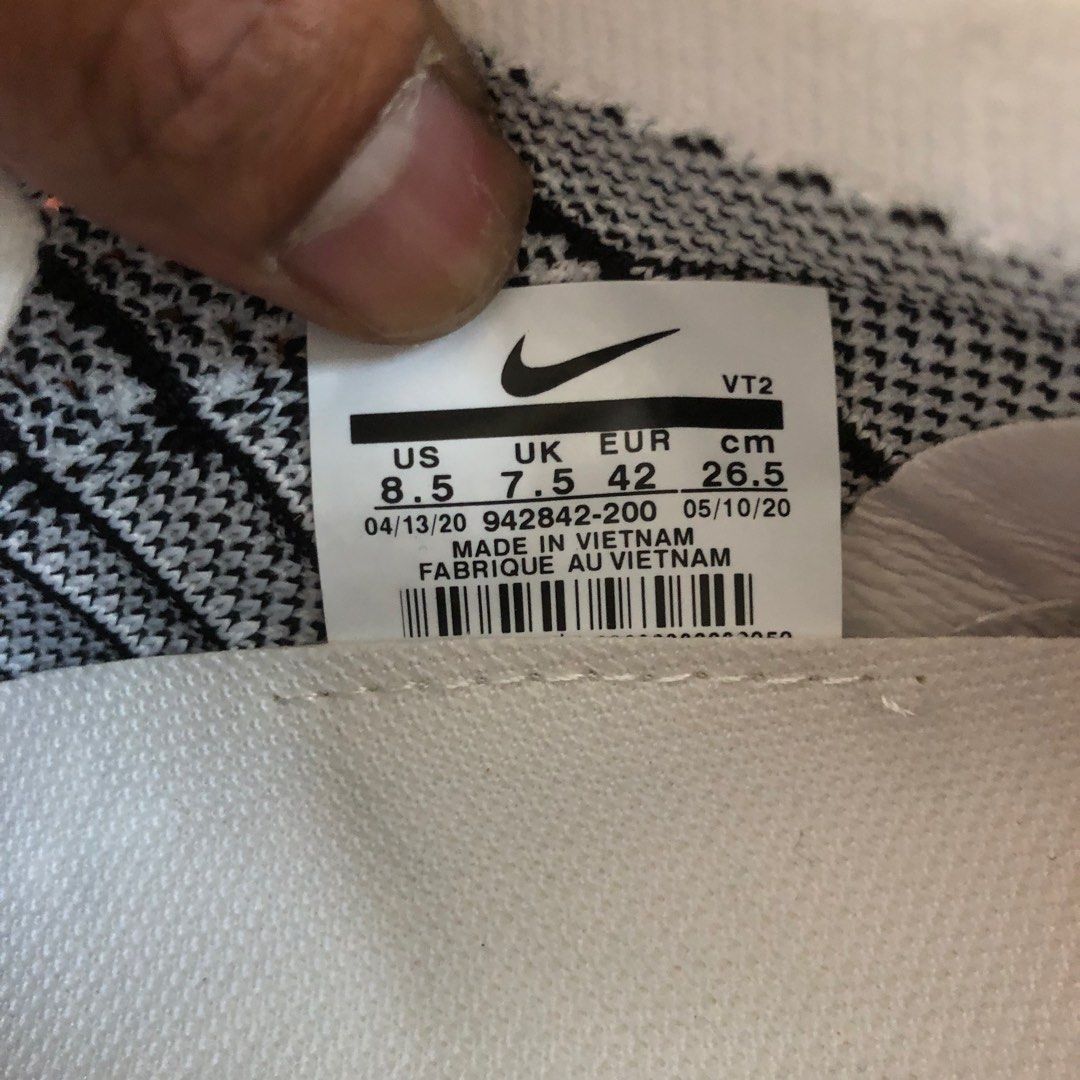 VT2
US UK EUR cm
8.5 7.5 42 26.5
04/13/20 942842-200 05/10/20
MADE IN VIETNAM
FABRIQUE AU VIETNAM